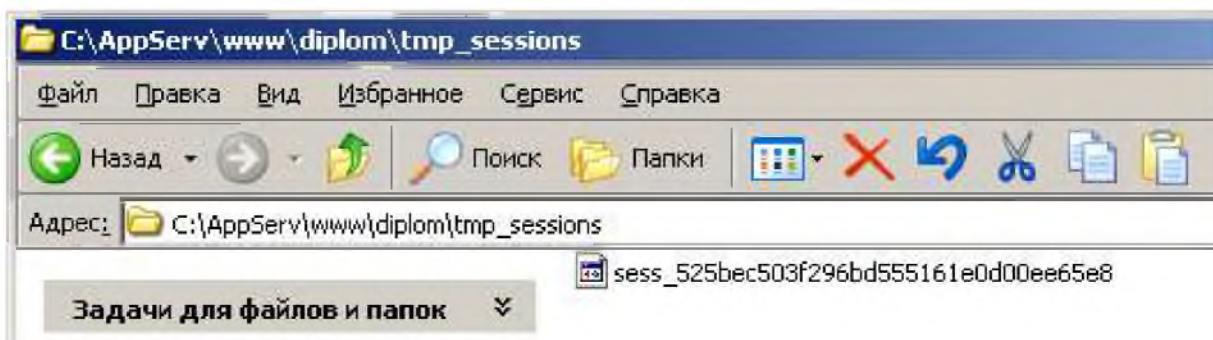 C:\AppServ\www\diplom\tmp_sessions
Файл Правка Вид Избранное Сервис Справка
Назад Поиск Папки
Адрес: C:\AppServ\www\diplom\tmp_sessions
sess_525bec503f296bd555161e0d00ee65e8
Задачи для файлов и папок